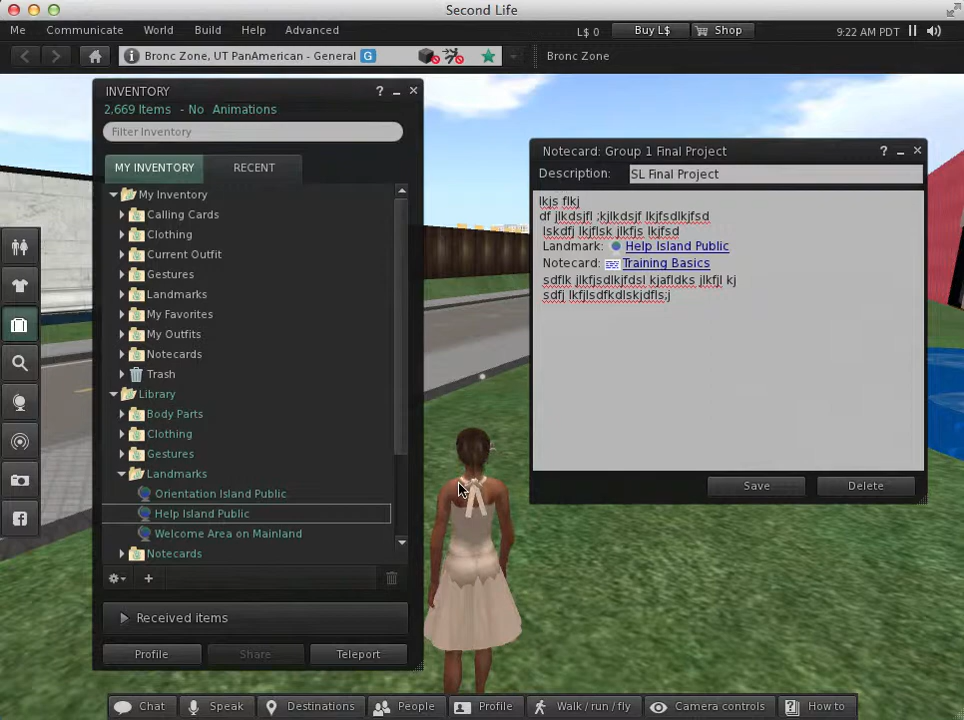 Second Life
Me Communicate World Build Help Advanced L$ 0 Buy L$ Shop 9:22 AM PDT
Bronc Zone, UT PanAmerican - General G Bronc Zone
INVENTORY ?
2,669 Items - No Animations
Filter Inventory
MY INVENTORY RECENT
My Inventory
Calling Cards
Clothing
Current Outfit
Gestures
Landmarks
My Favorites
My Outfits
Notecards
Trash
Library
Body Parts
Clothing
Gestures
Landmarks
Orientation Island Public
Help Island Public
Welcome Area on Mainland
Notecards
Received items
Profile Share Teleport
Notecard: Group 1 Final Project ?
Description: SL Final Project
lkjs flkj
df jlkdsjfl ;kjlkdsjf lkjfsdlkjfsd
lskdfj lkjflsk jlkfjs lkjfsd
Landmark: Help Island Public
Notecard: Training Basics
sdflk jlkfjsdlkjfdsl kjafldks jlkfjl kj
sdfj lkfjlsdfkdlskjdfls;j
Save Delete
Chat Speak Destinations People Profile Walk / run / fly Camera controls How to